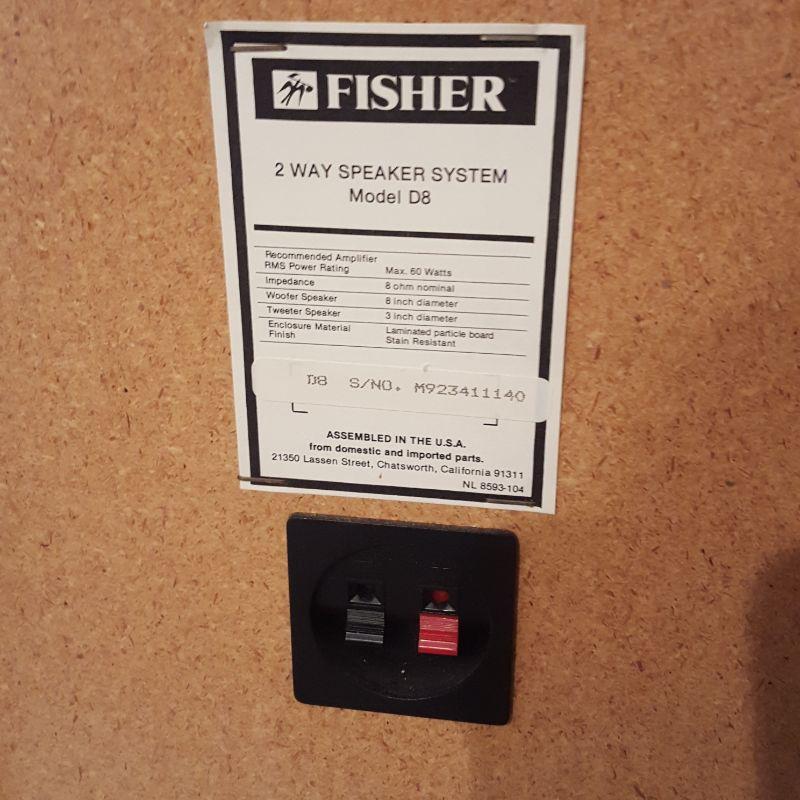 FISHER™
2 WAY SPEAKER SYSTEM
Model D8
Recommended Amplifier
RMS Power Rating Max. 60 Watts
Impedance 8 ohm nominal
Woofer Speaker 8 inch diameter
Tweeter Speaker 3 inch diameter
Enclosure Material Laminated particle board
Finish Stain Resistant
D8 S/NO. M923411140
ASSEMBLED IN THE U.S.A.
from domestic and imported parts.
21350 Lassen Street, Chatsworth, California 91311
NL 8593-104